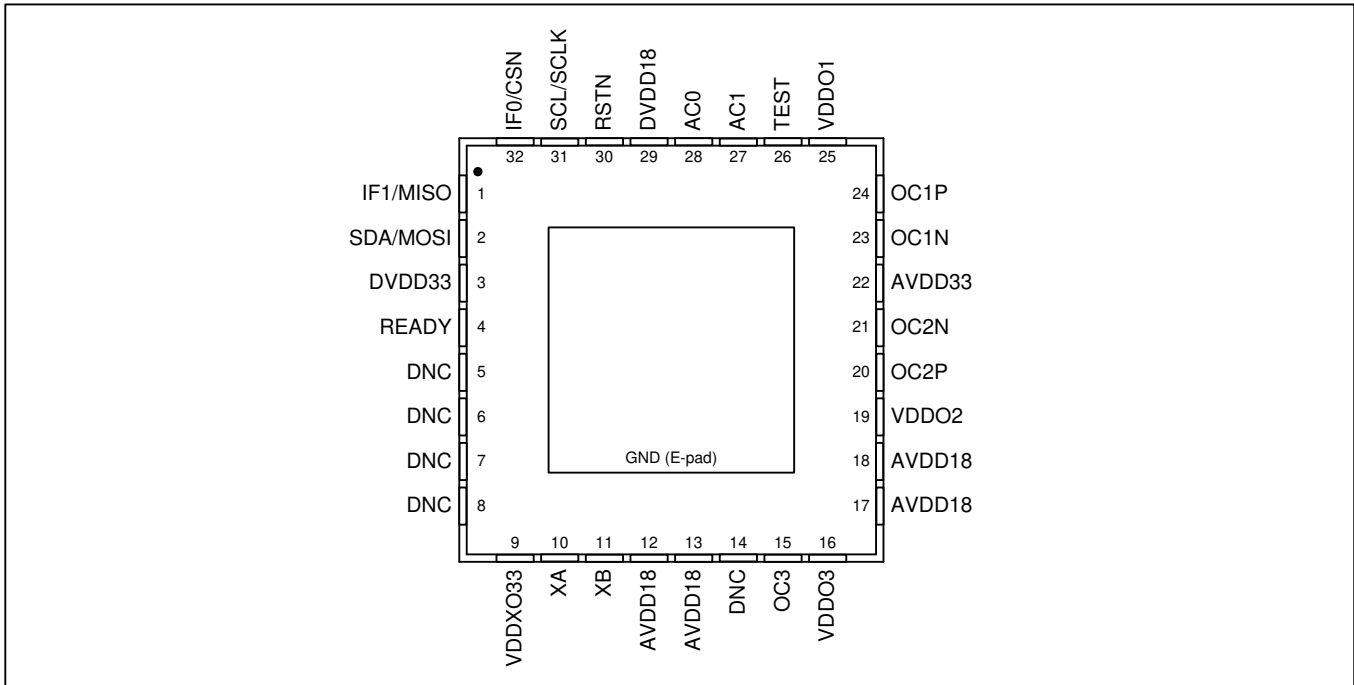 IF0/CSN
SCL/SCLK
RSTN
DVDD18
AC0
AC1
TEST
VDDO1
32 31 30 29 28 27 26 25
IF1/MISO 1
SDA/MOSI 2
DVDD33 3
READY 4
DNC 5
DNC 6
DNC 7
DNC 8
24 OC1P
23 OC1N
22 AVDD33
21 OC2N
20 OC2P
19 VDDO2
18 AVDD18
17 AVDD18
GND (E-pad)
9 10 11 12 13 14 15 16
VDDXO33
XA
XB
AVDD18
AVDD18
DNC
OC3
VDDO3